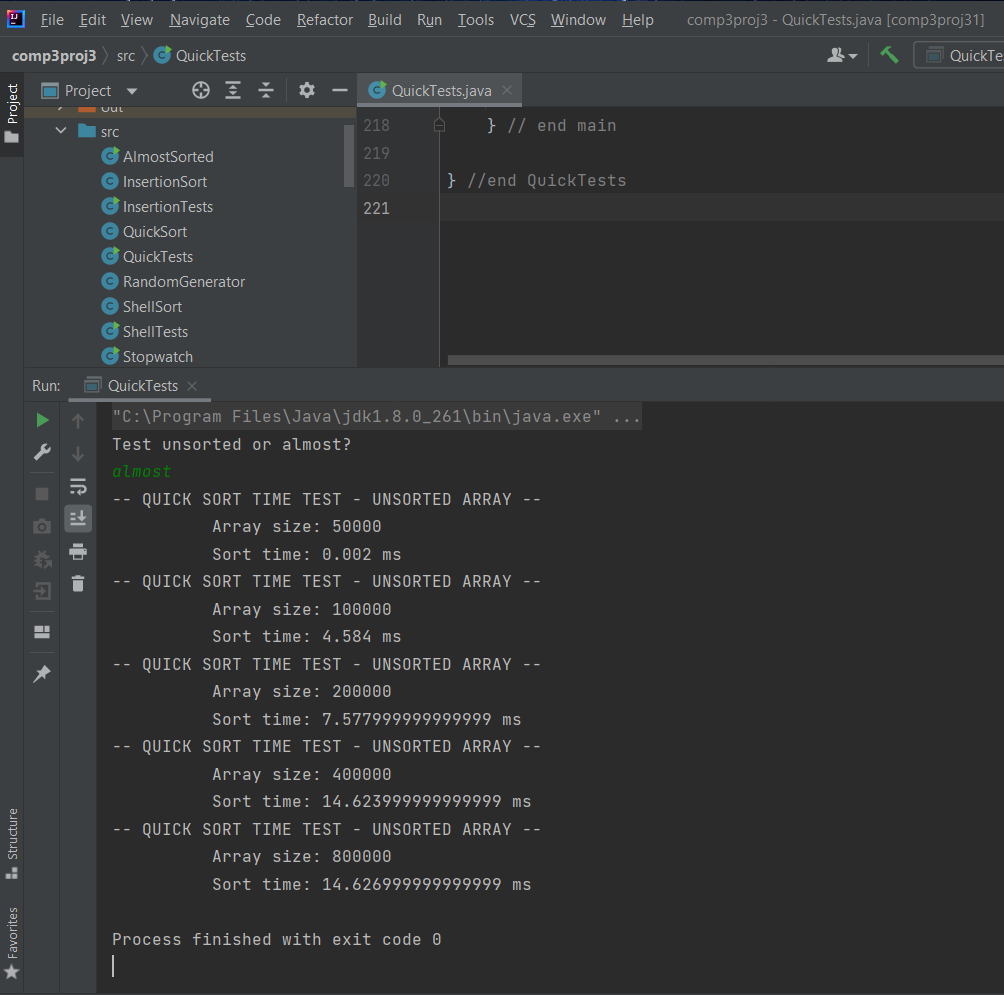 File Edit View Navigate Code Refactor Build Run Tools VCS Window Help comp3proj3 - QuickTests.java [comp3proj31]
comp3proj3 src QuickTests
Project
Project
QuickTests.java
out
src
AlmostSorted
InsertionSort
InsertionTests
QuickSort
QuickTests
RandomGenerator
ShellSort
ShellTests
Stopwatch
218 } // end main
219
220 } //end QuickTests
221
Run: QuickTests
"C:\Program Files\Java\jdk1.8.0_261\bin\java.exe" ...
Test unsorted or almost?
almost
-- QUICK SORT TIME TEST - UNSORTED ARRAY --
Array size: 50000
Sort time: 0.002 ms
-- QUICK SORT TIME TEST - UNSORTED ARRAY --
Array size: 100000
Sort time: 4.584 ms
-- QUICK SORT TIME TEST - UNSORTED ARRAY --
Array size: 200000
Sort time: 7.577999999999999 ms
-- QUICK SORT TIME TEST - UNSORTED ARRAY --
Array size: 400000
Sort time: 14.623999999999999 ms
-- QUICK SORT TIME TEST - UNSORTED ARRAY --
Array size: 800000
Sort time: 14.626999999999999 ms
Process finished with exit code 0
Structure
Favorites